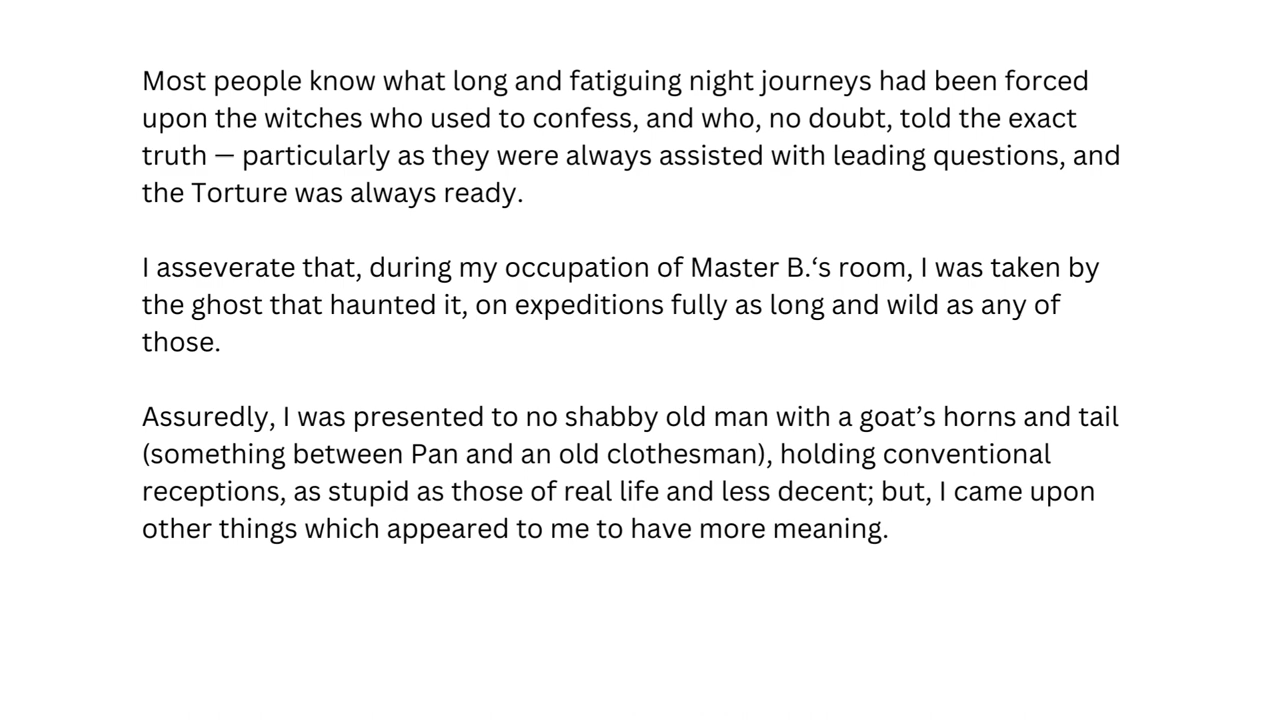 Most people know what long and fatiguing night journeys had been forced
upon the witches who used to confess, and who, no doubt, told the exact
truth — particularly as they were always assisted with leading questions, and
the Torture was always ready.
I asseverate that, during my occupation of Master B.‘s room, I was taken by
the ghost that haunted it, on expeditions fully as long and wild as any of
those.
Assuredly, I was presented to no shabby old man with a goat’s horns and tail
(something between Pan and an old clothesman), holding conventional
receptions, as stupid as those of real life and less decent; but, I came upon
other things which appeared to me to have more meaning.